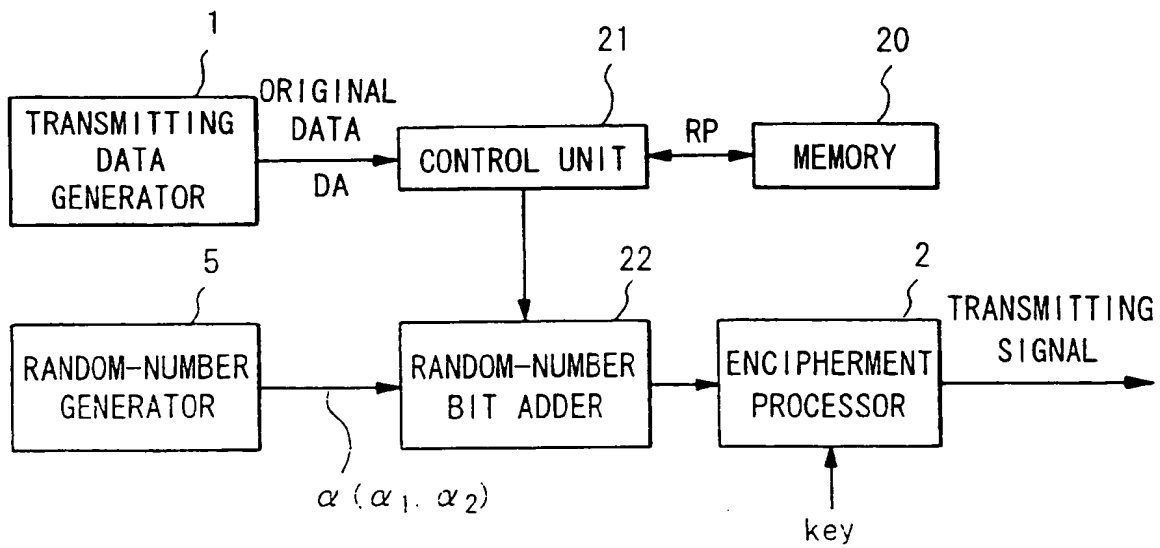 1
TRANSMITTING
DATA
GENERATOR
ORIGINAL
DATA
DA
21
CONTROL UNIT
RP
20
MEMORY
5
RANDOM-NUMBER
GENERATOR
α (α1, α2)
22
RANDOM-NUMBER
BIT ADDER
2
ENCIPHERMENT
PROCESSOR
key
TRANSMITTING
SIGNAL